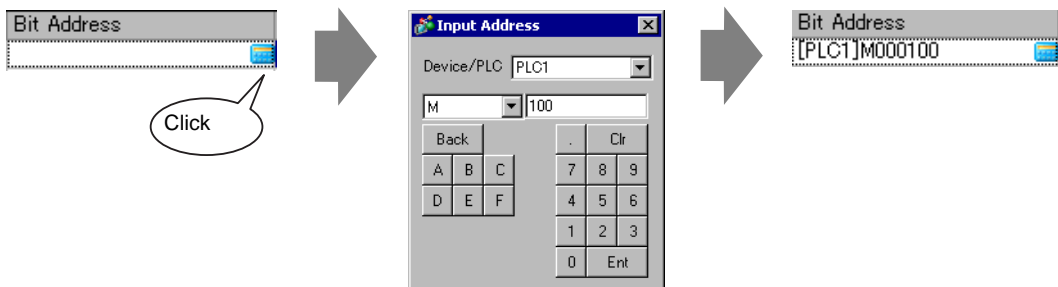 Bit Address
Click
Input Address
Device/PLC PLC1
M 100
Back . Clr
A B C 7 8 9
D E F 4 5 6
1 2 3
0 Ent
Bit Address
[PLC1]M000100